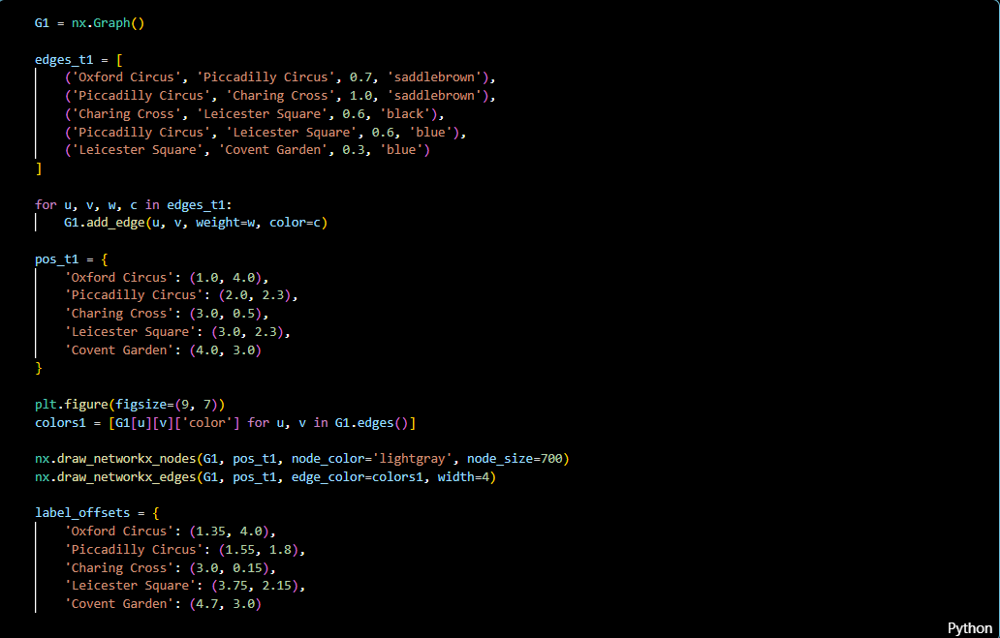 G1 = nx.Graph()
edges_t1 = [
    ('Oxford Circus', 'Piccadilly Circus', 0.7, 'saddlebrown'),
    ('Piccadilly Circus', 'Charing Cross', 1.0, 'saddlebrown'),
    ('Charing Cross', 'Leicester Square', 0.6, 'black'),
    ('Piccadilly Circus', 'Leicester Square', 0.6, 'blue'),
    ('Leicester Square', 'Covent Garden', 0.3, 'blue')
]
for u, v, w, c in edges_t1:
    G1.add_edge(u, v, weight=w, color=c)
pos_t1 = {
    'Oxford Circus': (1.0, 4.0),
    'Piccadilly Circus': (2.0, 2.3),
    'Charing Cross': (3.0, 0.5),
    'Leicester Square': (3.0, 2.3),
    'Covent Garden': (4.0, 3.0)
}
plt.figure(figsize=(9, 7))
colors1 = [G1[u][v]['color'] for u, v in G1.edges()]
nx.draw_networkx_nodes(G1, pos_t1, node_color='lightgray', node_size=700)
nx.draw_networkx_edges(G1, pos_t1, edge_color=colors1, width=4)
label_offsets = {
    'Oxford Circus': (1.35, 4.0),
    'Piccadilly Circus': (1.55, 1.8),
    'Charing Cross': (3.0, 0.15),
    'Leicester Square': (3.75, 2.15),
    'Covent Garden': (4.7, 3.0)
Python